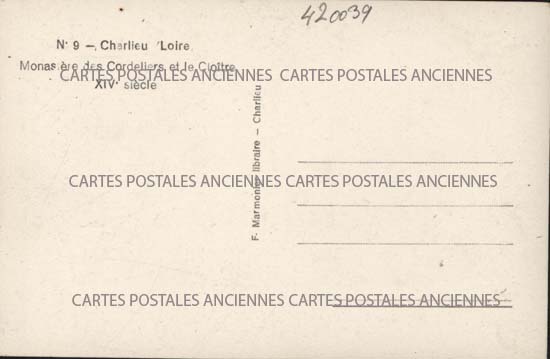 420039
N° 9 — Charlieu (Loire)
Monastère des Cordeliers et le Cloître
XIVe siècle
CARTES POSTALES ANCIENNES CARTES POSTALES ANCIENNES
F. Marmonier libraire — Charlieu
CARTES POSTALES ANCIENNES CARTES POSTALES ANCIENNES
CARTES POSTALES ANCIENNES CARTES POSTALES ANCIENNES